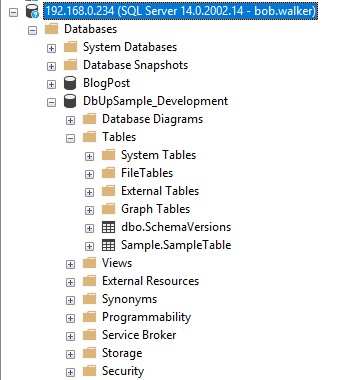 192.168.0.234 (SQL Server 14.0.2002.14 - bob.walker)
Databases
System Databases
Database Snapshots
BlogPost
DbUpSample_Development
Database Diagrams
Tables
System Tables
FileTables
External Tables
Graph Tables
dbo.SchemaVersions
Sample.SampleTable
Views
External Resources
Synonyms
Programmability
Service Broker
Storage
Security